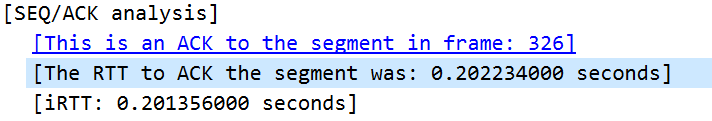 [SEQ/ACK analysis]
[This is an ACK to the segment in frame: 326]
[The RTT to ACK the segment was: 0.202234000 seconds]
[iRTT: 0.201356000 seconds]